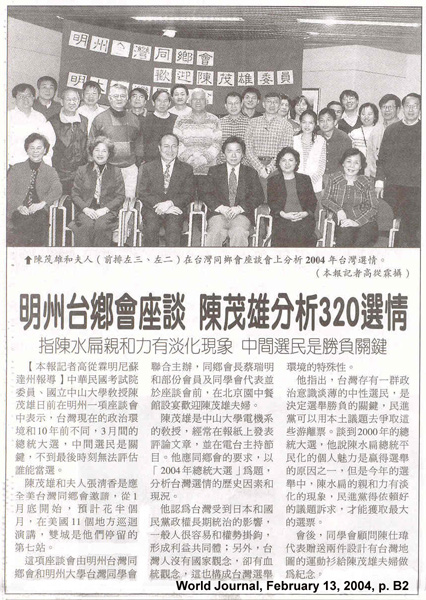 明州台灣同鄉會
歡迎陳茂雄委員
陳茂雄和夫人(前排左三、左二)在台灣同鄉會座談會上分析2004年台灣選情。
(本報記者高從霖攝)
明州台鄉會座談 陳茂雄分析320選情
指陳水扁親和力有淡化現象 中間選民是勝負關鍵
【本報記者高從霖明尼蘇
達州報導】中華民國考試院
委員、國立中山大學教授陳
茂雄日前在明州一項座談會
中表示,台灣現在的政治環
境和10年前不同,3月間的
總統大選,中間選民是關
鍵,不到最後時刻無法評估
誰能當選。
陳茂雄和夫人張清香是應
全美台灣同鄉會邀請,從1
月底開始,預計花半個
月,在美國11個地方巡迴
演講,雙城是他們停留的
第七站。
這項座談會由明州台灣同
鄉會和明州大學台灣同學會
聯合主辦,同鄉會長蔡瑞明
和部份會員及同學會代表並
於座談會前,在北京園中餐
館設宴歡迎陳茂雄夫婦。
陳茂雄是中山大學電機系
的教授,經常在報紙上發表
評論文章,並在電台主持節
目。他應同鄉會的要求,以
「2004年總統大選」為題,
分析台灣選情的歷史因素和
現況。
他認為台灣受到日本和國
民黨政權長期統治的影響,
一般人很容易和權勢掛鉤,
形成利益共同體;另外,台
灣人沒有國家觀念,卻有血
統觀念,這也構成台灣選舉
環境的特殊性。
他指出,台灣存有一群政
治意識淡薄的中性選民,是
決定選舉勝負的關鍵,民進
黨可以用本土議題去爭取這
些游離票。談到2000年的總
統大選,他說陳水扁總統平
民化的個人魅力是贏得選舉
的原因之一,但是今年的選
舉中,陳水扁的親和力有淡
化的現象,民進黨得依賴好
的議題訴求,才能獲取最大
的選票。
會後,同學會顧問陳仕瑋
代表贈送兩件設計有台灣地
圖的運動衫給陳茂雄夫婦做
為紀念。
World Journal, February 13, 2004, p. B2